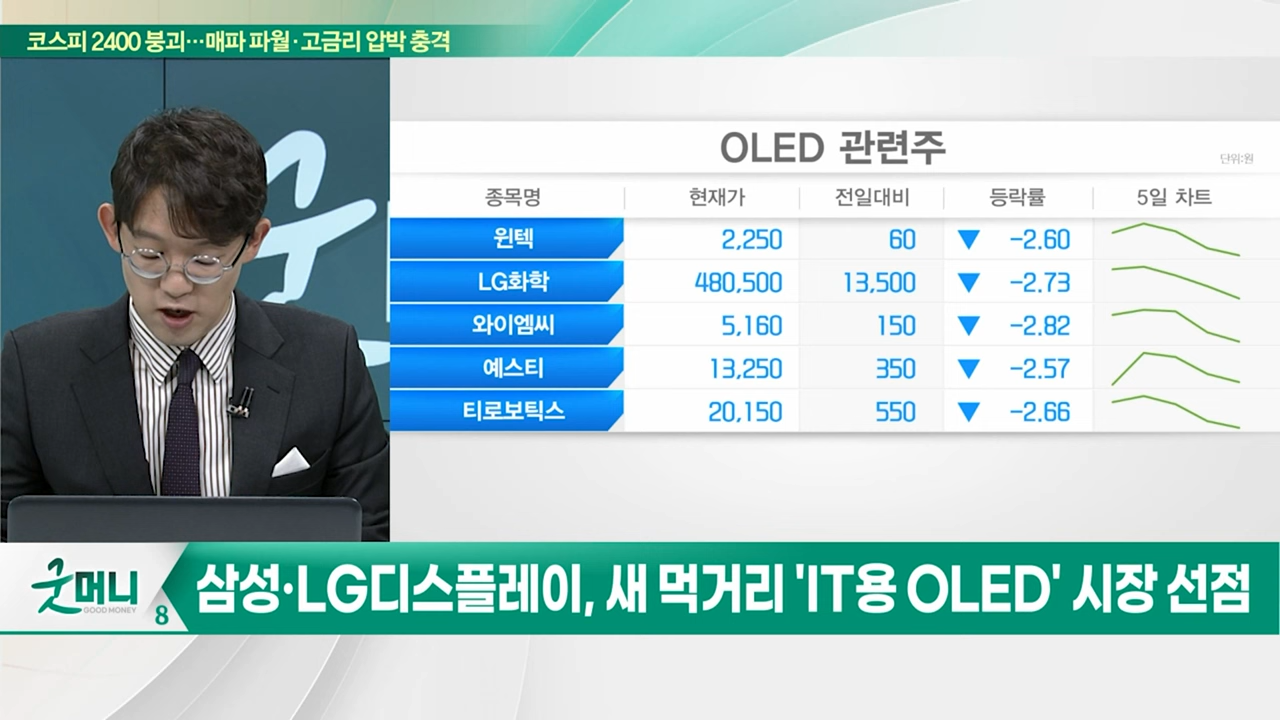 코스피 2400 붕괴…매파 파월·고금리 압박 충격
OLED 관련주
단위:원
종목명 현재가 전일대비 등락률 5일 차트
윈텍 2,250 60 ▼ -2.60
LG화학 480,500 13,500 ▼ -2.73
와이엠씨 5,160 150 ▼ -2.82
예스티 13,250 350 ▼ -2.57
티로보틱스 20,150 550 ▼ -2.66
굿머니
GOOD MONEY
8
삼성·LG디스플레이, 새 먹거리 'IT용 OLED' 시장 선점